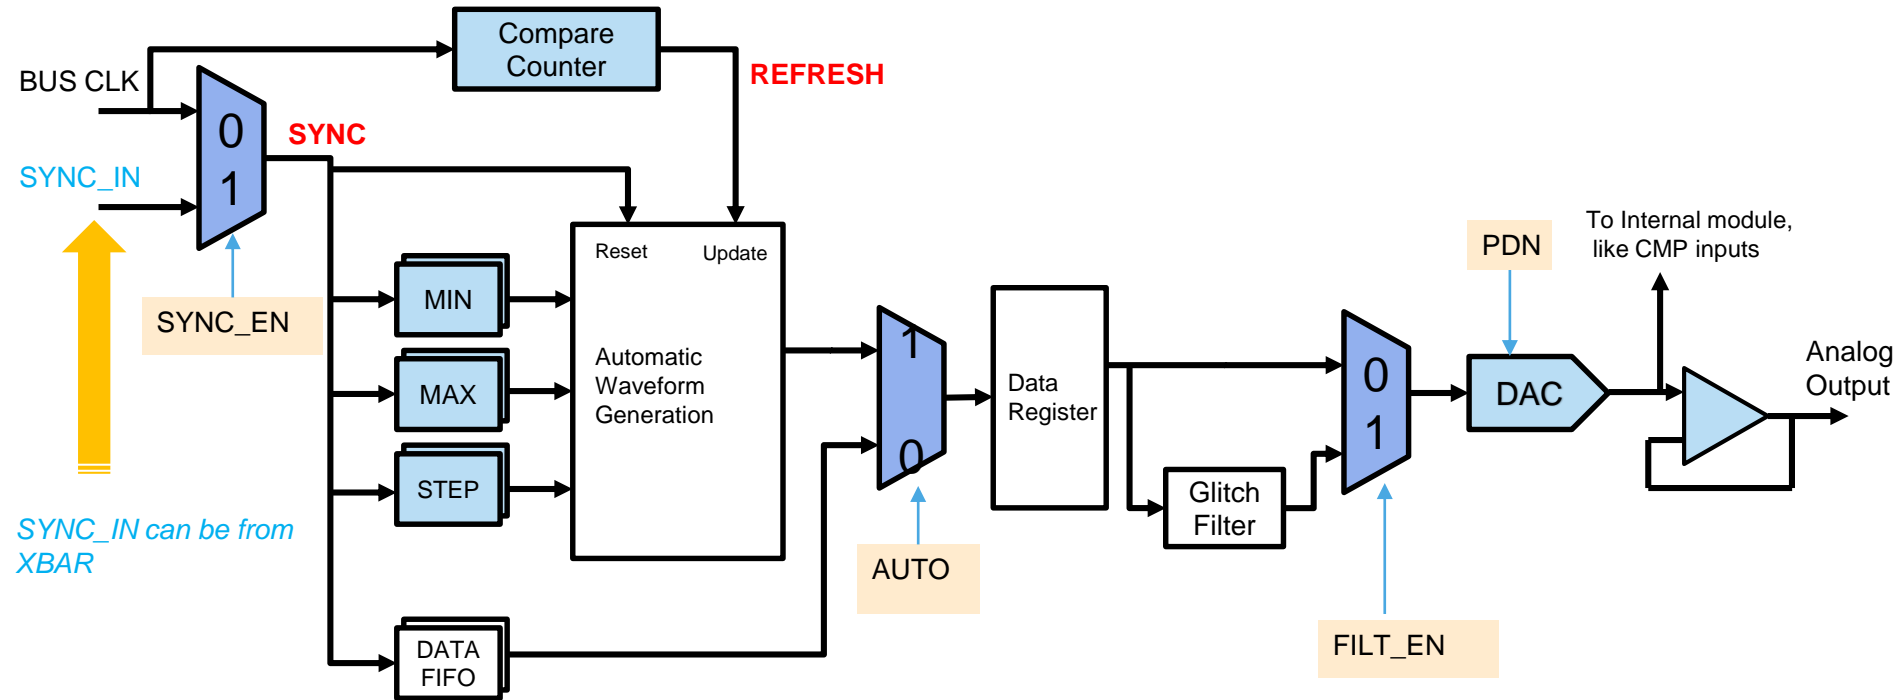 Compare
Counter
BUS CLK
REFRESH
0
SYNC
SYNC_IN
1
To Internal module,
like CMP inputs
PDN
Reset
Update
MIN
SYNC_EN
1
Automatic
Waveform
Generation
MAX
Data
Register
0
1
DAC
Analog
Output
0
STEP
Glitch
Filter
SYNC_IN can be from
XBAR
AUTO
DATA
FIFO
FILT_EN